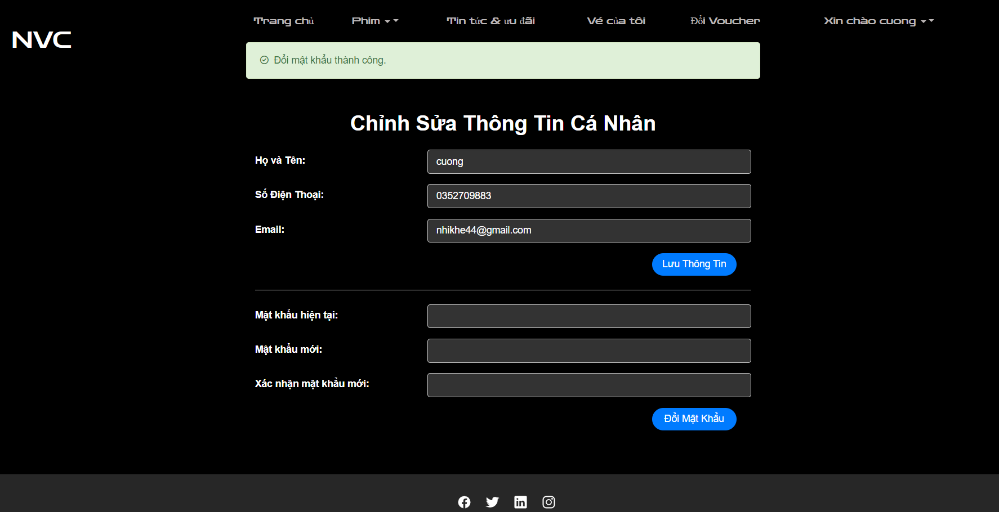 NVC
Trang chủ
Phim
Tin tức & ưu đãi
Vé của tôi
Đổi Voucher
Xin chào cuong
Đổi mật khẩu thành công.
Chỉnh Sửa Thông Tin Cá Nhân
Họ và Tên:
cuong
Số Điện Thoại:
0352709883
Email:
nhikhe44@gmail.com
Lưu Thông Tin
Mật khẩu hiện tại:
Mật khẩu mới:
Xác nhận mật khẩu mới:
Đổi Mật Khẩu